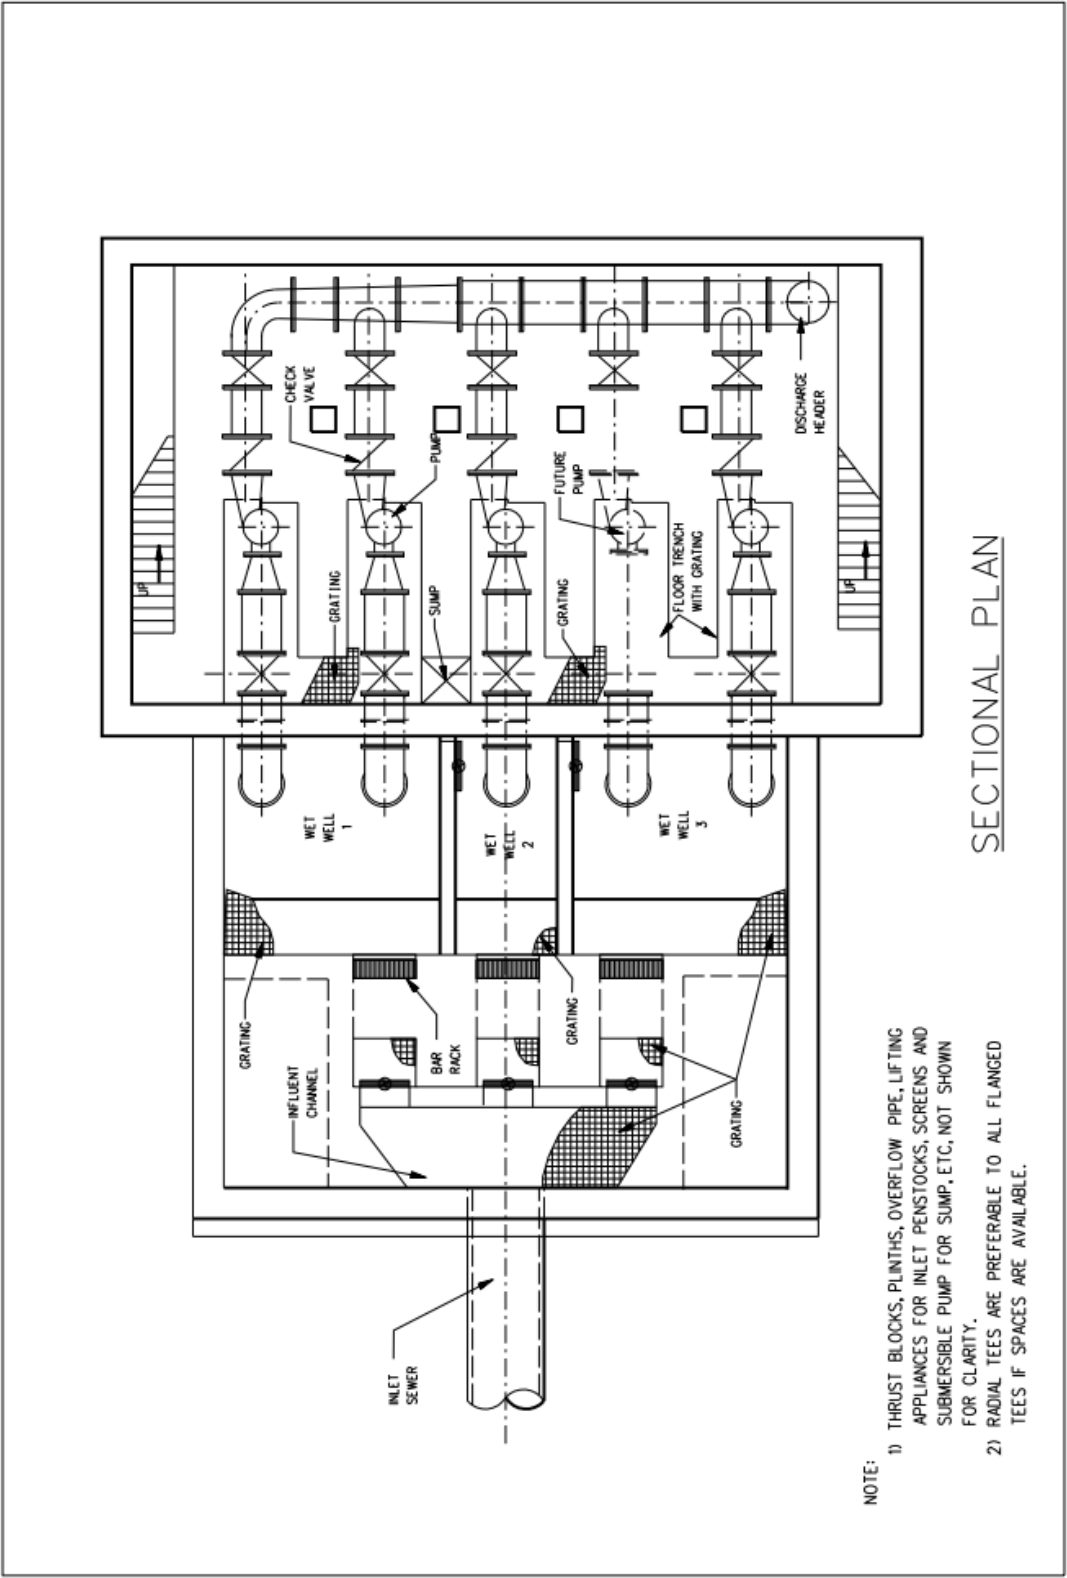 UP
CHECK
VALVE
PUMP
FUTURE
PUMP
DISCHARGE
HEADER
GRATING
SUMP
GRATING
FLOOR TRENCH
WITH GRATING
UP
WET
WELL
1
WET
WELL
2
WET
WELL
3
GRATING
BAR
RACK
GRATING
INFLUENT
CHANNEL
GRATING
INLET
SEWER
SECTIONAL PLAN
NOTE:
1) THRUST BLOCKS, PLINTHS, OVERFLOW PIPE, LIFTING
APPLIANCES FOR INLET PENSTOCKS, SCREENS AND
SUBMERSIBLE PUMP FOR SUMP, ETC, NOT SHOWN
FOR CLARITY.
2) RADIAL TEES ARE PREFERABLE TO ALL FLANGED
TEES IF SPACES ARE AVAILABLE.